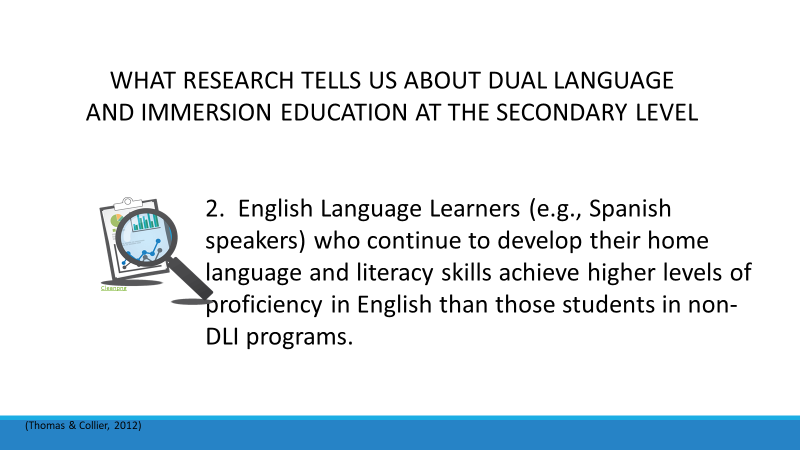 WHAT RESEARCH TELLS US ABOUT DUAL LANGUAGE
AND IMMERSION EDUCATION AT THE SECONDARY LEVEL
2.  English Language Learners (e.g., Spanish
speakers) who continue to develop their home
language and literacy skills achieve higher levels of
proficiency in English than those students in non-
DLI programs.
Cleanpng
(Thomas & Collier, 2012)